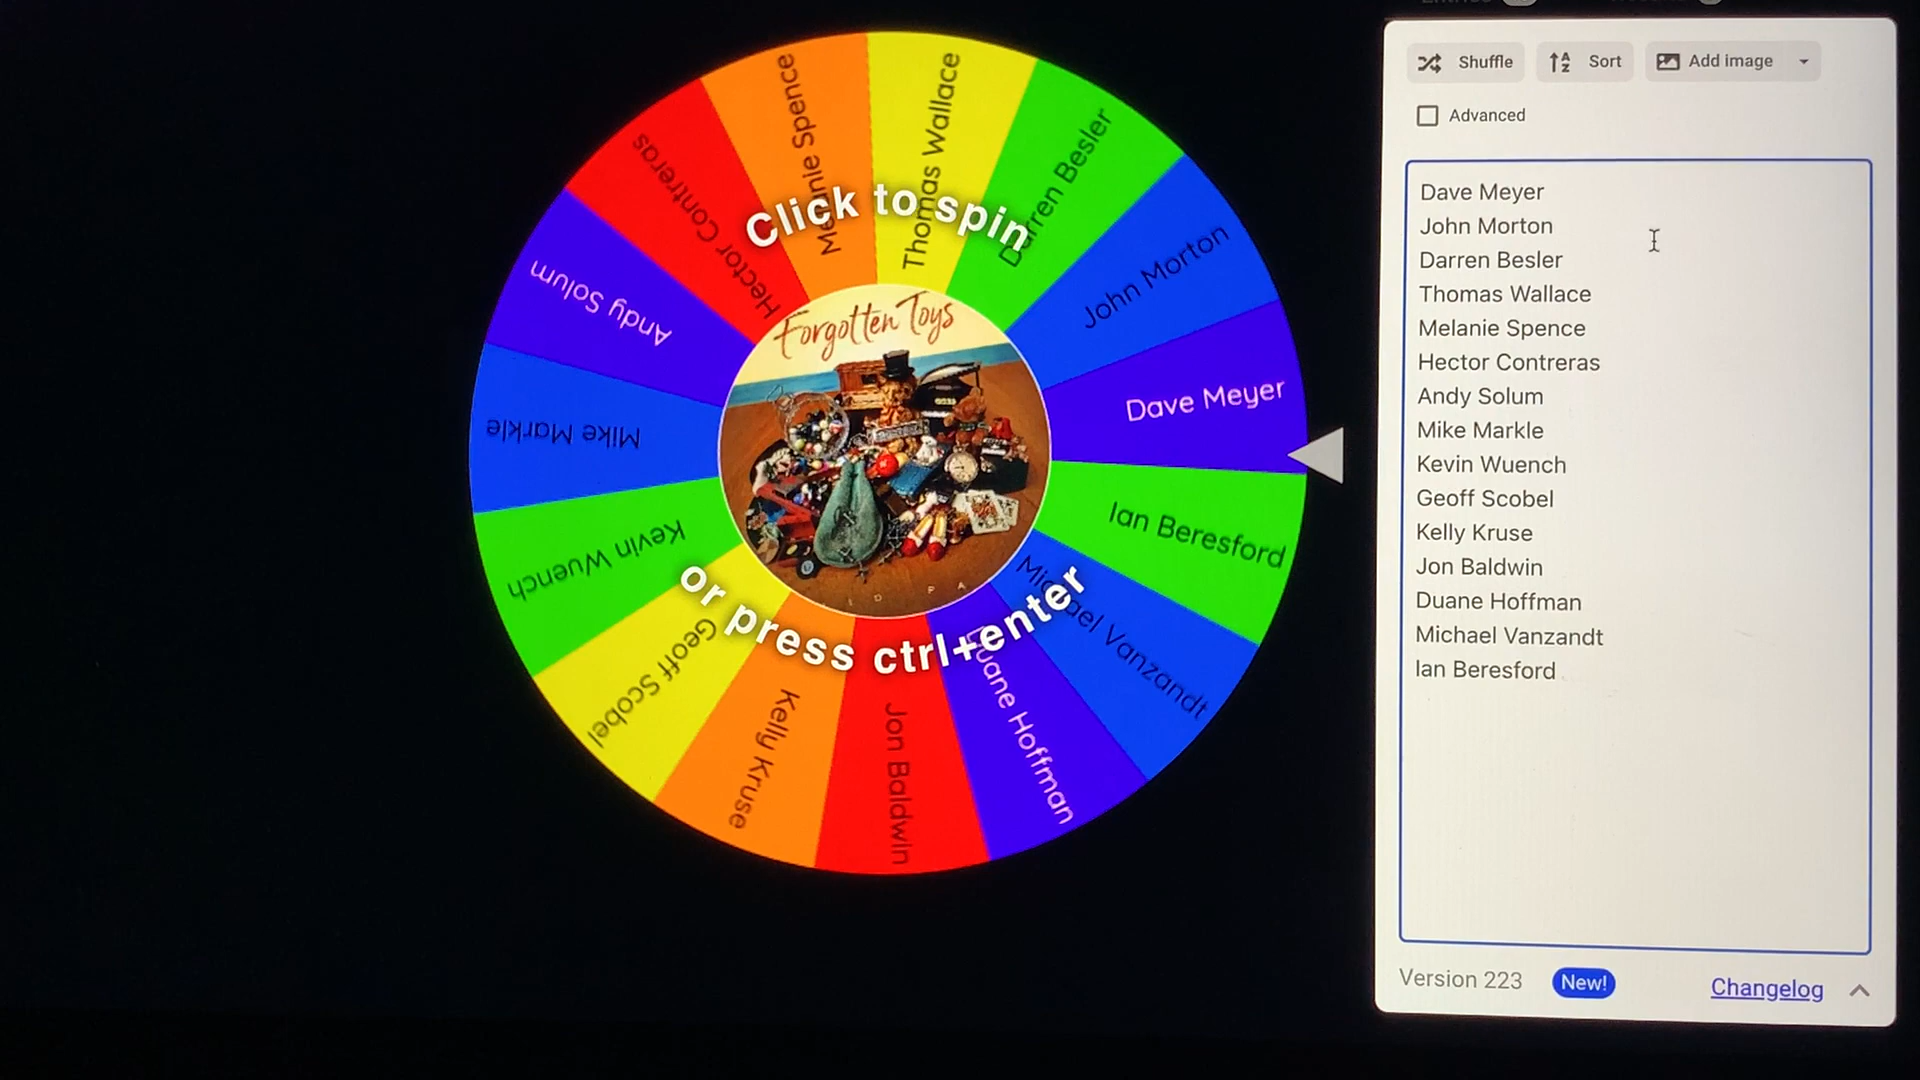 Shuffle
Sort
Add image
Advanced
Dave Meyer
John Morton
Darren Besler
Thomas Wallace
Melanie Spence
Hector Contreras
Andy Solum
Mike Markle
Kevin Wuench
Geoff Scobel
Kelly Kruse
Jon Baldwin
Duane Hoffman
Michael Vanzandt
Ian Beresford
Version 223
New!
Changelog
Click to spin
or press ctrl+enter
Forgotten Toys
Melanie Spence
Thomas Wallace
Darren Besler
John Morton
Dave Meyer
Ian Beresford
Michael Vanzandt
Duane Hoffman
Jon Baldwin
Kelly Kruse
Geoff Scobel
Kevin Wuench
Mike Markle
Andy Solum
Hector Contreras